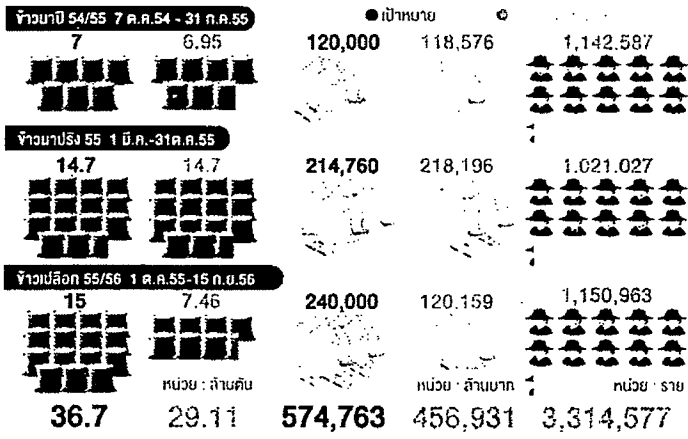 ข้าวนาปี 54/55 7 ต.ค.54 - 31 ก.ค.55
เป้าหมาย
7 6.95 120,000 118,576 1,142,587
ข้าวนาปรัง 55 1 มี.ค.-31ต.ค.55
14.7 14.7 214,760 218,196 1,021,027
ข้าวเปลือก 55/56 1 ต.ค.55-15 ก.ย.56
15 7.46 240,000 120,159 1,150,963
หน่วย : ล้านตัน หน่วย : ล้านบาท หน่วย : ราย
36.7 29.11 574,763 456,931 3,314,577